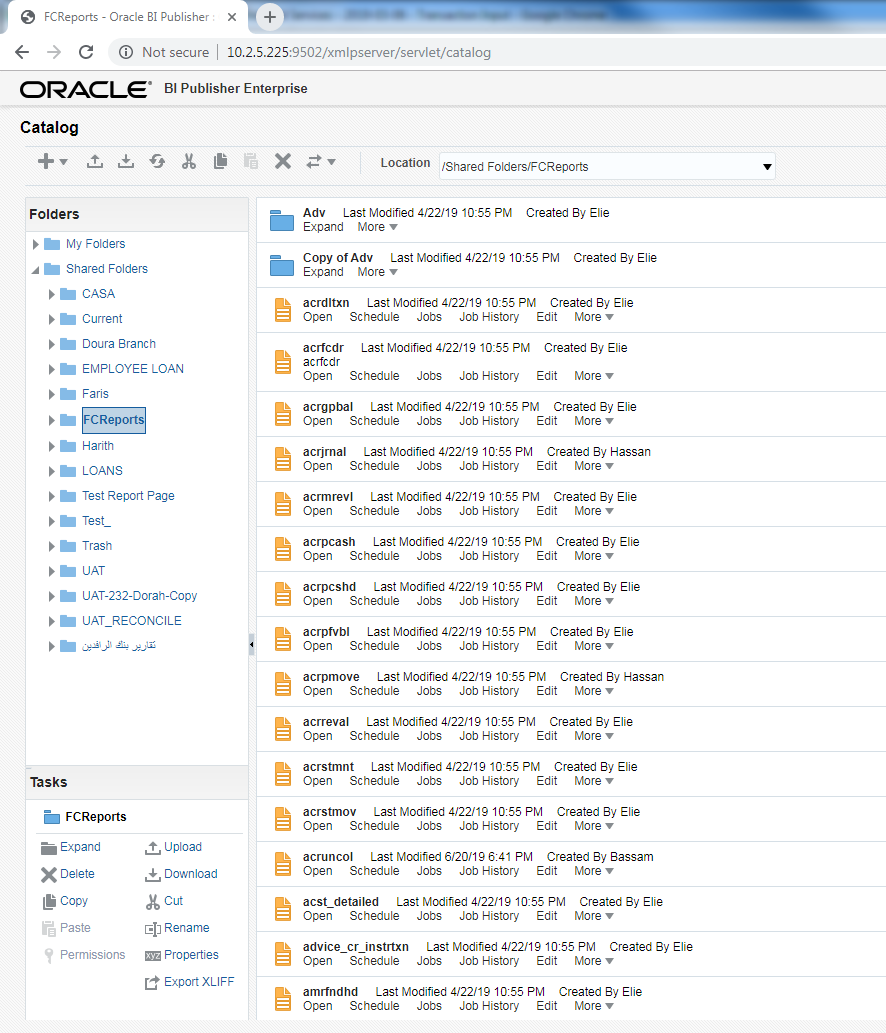 FCReports - Oracle BI Publisher :
Services - 2019-03-09 - Transaction Input - Google Chrome
Not secure 10.2.5.225:9502/xmlpserver/servlet/catalog
ORACLE BI Publisher Enterprise
Catalog
Location /Shared Folders/FCReports
Folders
My Folders
Shared Folders
CASA
Current
Doura Branch
EMPLOYEE LOAN
Faris
FCReports
Harith
LOANS
Test Report Page
Test_
Trash
UAT
UAT-232-Dorah-Copy
UAT_RECONCILE
تقارير بنك الرافدين
Tasks
FCReports
Expand Upload
Delete Download
Copy Cut
Paste Rename
Permissions Properties
Export XLIFF
Adv Last Modified 4/22/19 10:55 PM Created By Elie
Expand More
Copy of Adv Last Modified 4/22/19 10:55 PM Created By Elie
Expand More
acrdltxn Last Modified 4/22/19 10:55 PM Created By Elie
Open Schedule Jobs Job History Edit More
acrfcdr Last Modified 4/22/19 10:55 PM Created By Elie
acrfcdr
Open Schedule Jobs Job History Edit More
acrgpbal Last Modified 4/22/19 10:55 PM Created By Elie
Open Schedule Jobs Job History Edit More
acrjrnal Last Modified 4/22/19 10:55 PM Created By Hassan
Open Schedule Jobs Job History Edit More
acrmrevl Last Modified 4/22/19 10:55 PM Created By Elie
Open Schedule Jobs Job History Edit More
acrpcash Last Modified 4/22/19 10:55 PM Created By Elie
Open Schedule Jobs Job History Edit More
acrpcshd Last Modified 4/22/19 10:55 PM Created By Elie
Open Schedule Jobs Job History Edit More
acrpfvbl Last Modified 4/22/19 10:55 PM Created By Elie
Open Schedule Jobs Job History Edit More
acrpmove Last Modified 4/22/19 10:55 PM Created By Hassan
Open Schedule Jobs Job History Edit More
acrreval Last Modified 4/22/19 10:55 PM Created By Elie
Open Schedule Jobs Job History Edit More
acrstmnt Last Modified 4/22/19 10:55 PM Created By Elie
Open Schedule Jobs Job History Edit More
acrstmov Last Modified 4/22/19 10:55 PM Created By Elie
Open Schedule Jobs Job History Edit More
acruncol Last Modified 6/20/19 6:41 PM Created By Bassam
Open Schedule Jobs Job History Edit More
acst_detailed Last Modified 4/22/19 10:55 PM Created By Elie
Open Schedule Jobs Job History Edit More
advice_cr_instrtxn Last Modified 4/22/19 10:55 PM Created By Elie
Open Schedule Jobs Job History Edit More
amrfndhd Last Modified 4/22/19 10:55 PM Created By Elie
Open Schedule Jobs Job History Edit More